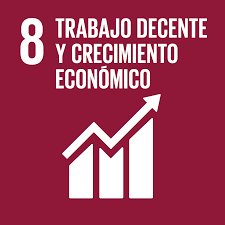 8 TRABAJO DECENTE
Y CRECIMIENTO
ECONÓMICO